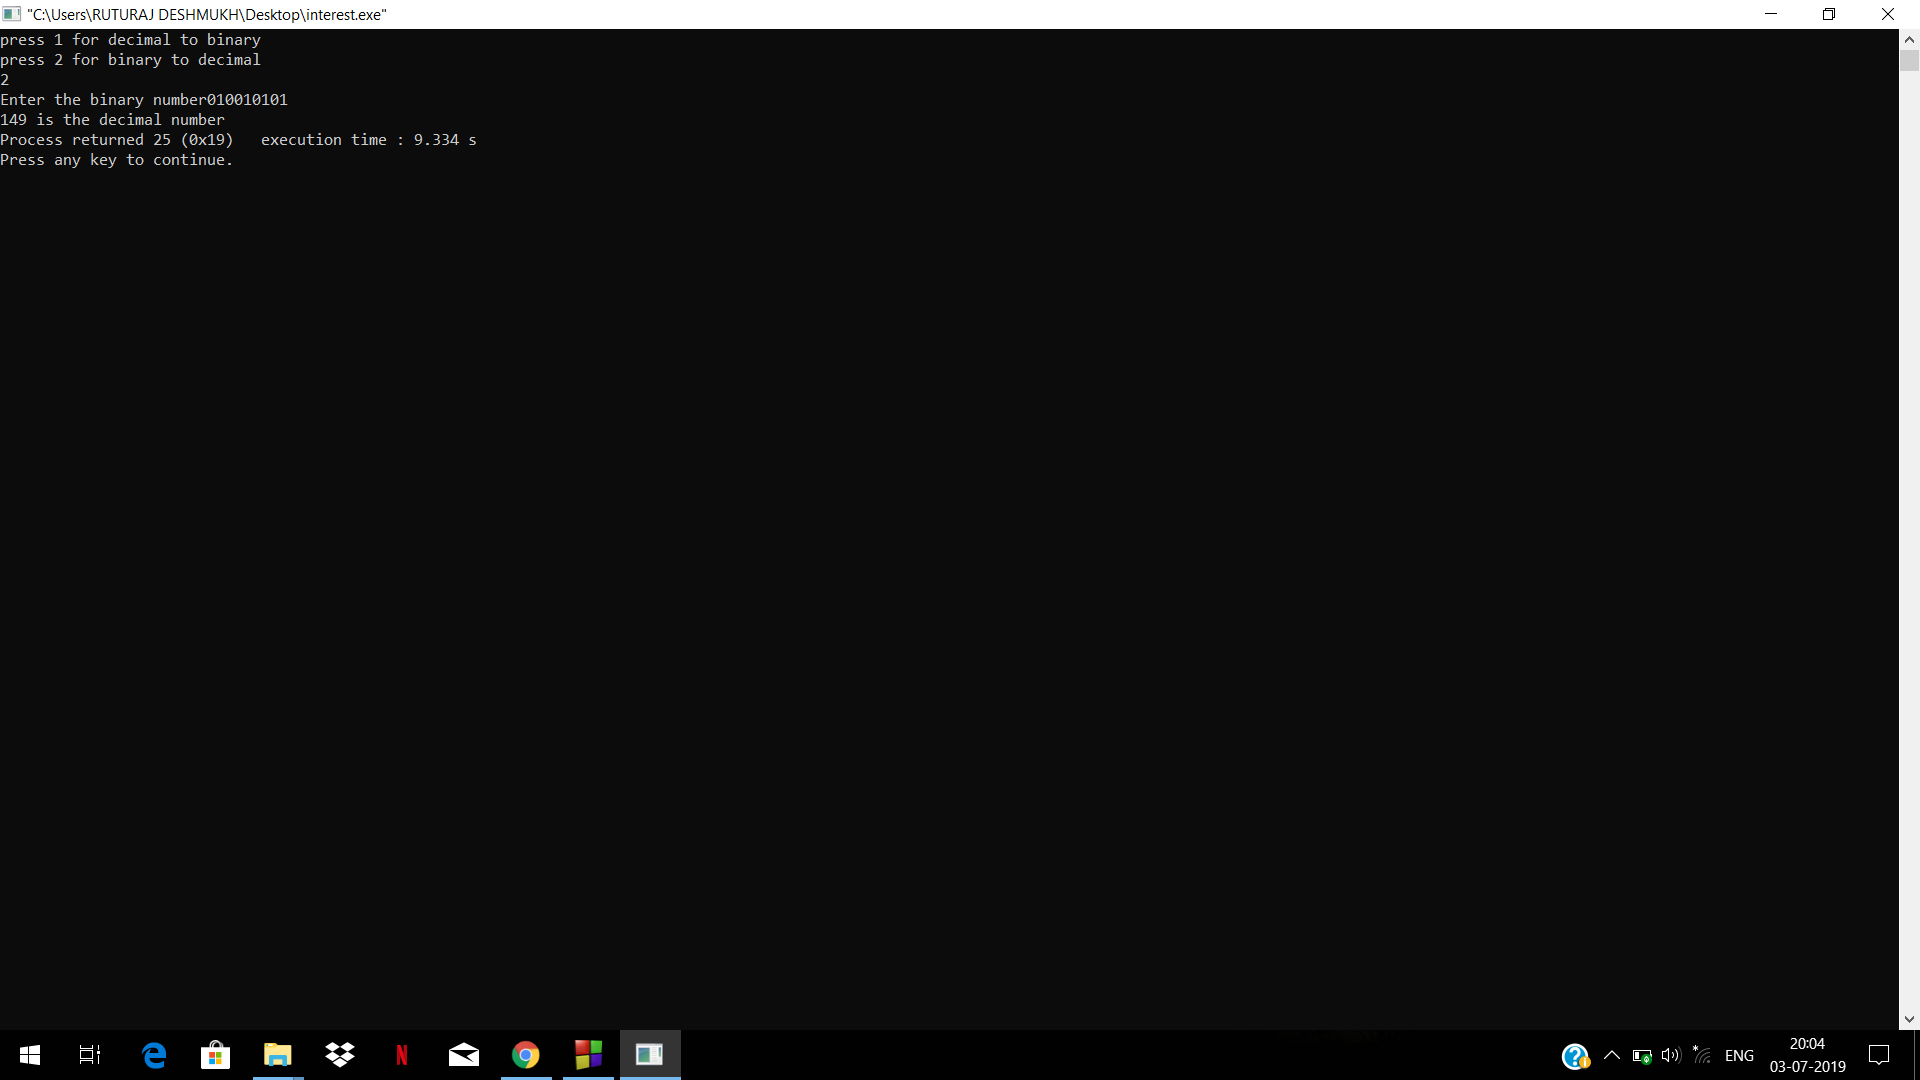 "C:\Users\RUTURAJ DESHMUKH\Desktop\interest.exe"
press 1 for decimal to binary
press 2 for binary to decimal
2
Enter the binary number010010101
149 is the decimal number
Process returned 25 (0x19)   execution time : 9.334 s
Press any key to continue.
ENG
20:04
03-07-2019